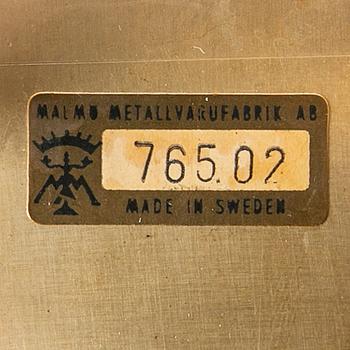 MALMÖ METALLVARUFABRIK AB
765.02
MADE IN SWEDEN